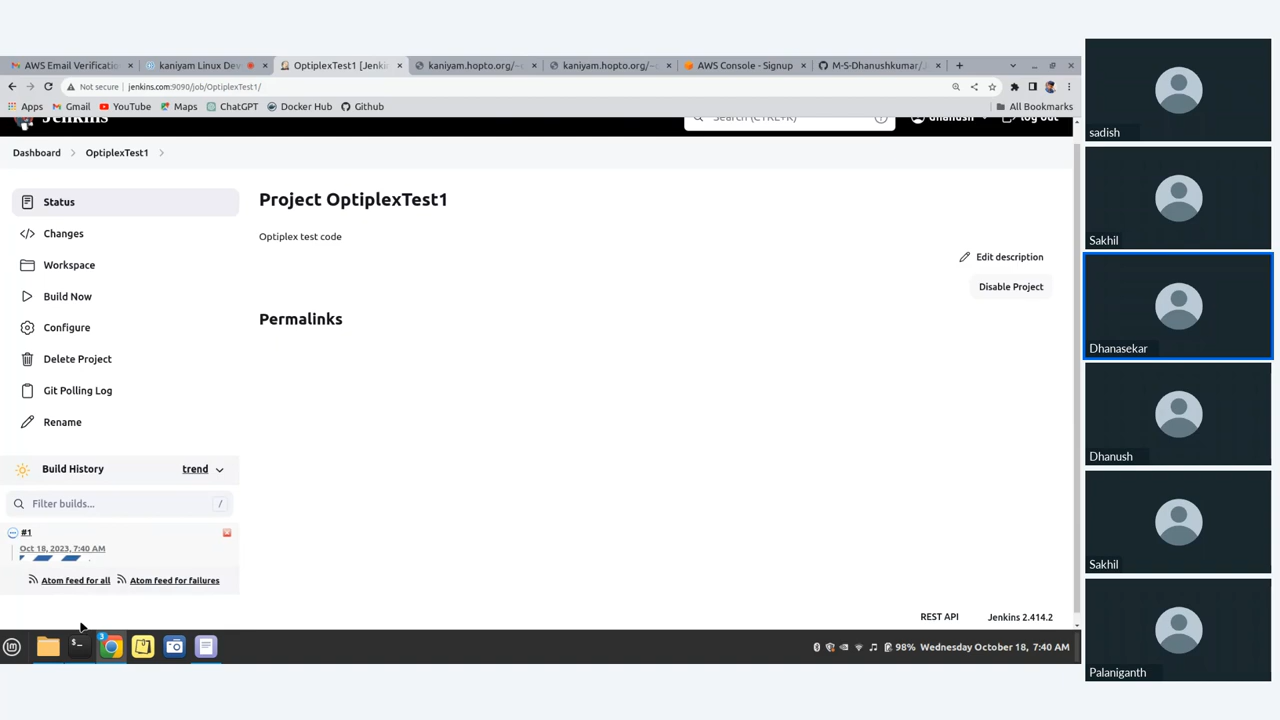 AWS Email Verificatio
kaniyam Linux Dev
OptiplexTest1 [Jenkin
kaniyam.hopto.org/~
kaniyam.hopto.org/~
AWS Console - Signup
M-S-Dhanushkumar/J
Not secure jenkins.com:9090/job/OptiplexTest1/
Apps Gmail YouTube Maps ChatGPT Docker Hub Github All Bookmarks
Jenkins Search (CTRL+K) dhanush log out
Dashboard OptiplexTest1
Status
Changes
Workspace
Build Now
Configure
Delete Project
Git Polling Log
Rename
Build History trend
Filter builds... /
#1
Oct 18, 2023, 7:40 AM
Atom feed for all Atom feed for failures
Project OptiplexTest1
Optiplex test code
Edit description
Disable Project
Permalinks
REST API Jenkins 2.414.2
3
98% Wednesday October 18, 7:40 AM
sadish
Sakhil
Dhanasekar
Dhanush
Sakhil
Palaniganth